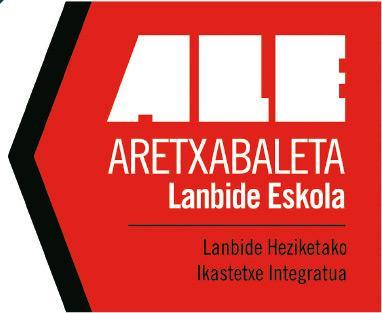 ALE
ARETXABALETA
Lanbide Eskola
Lanbide Heziketako
Ikastetxe Integratua